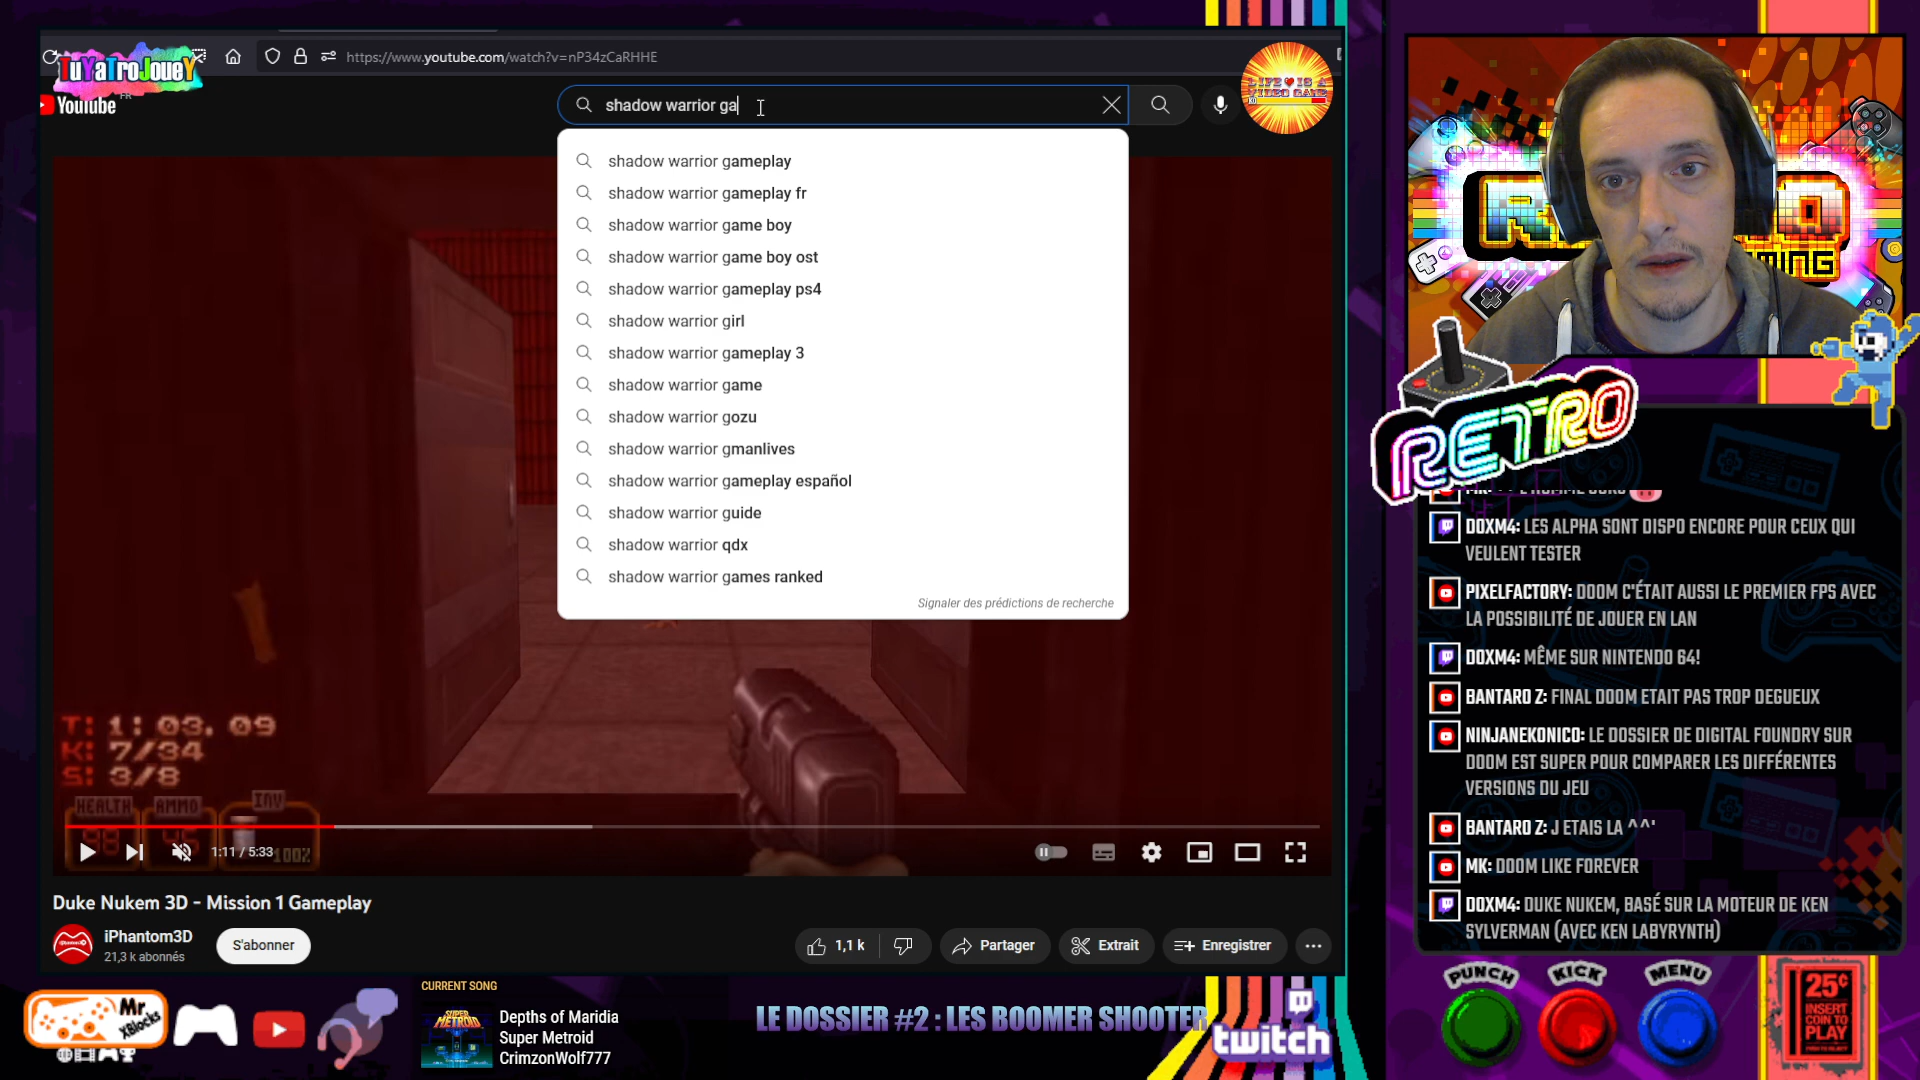 TuYaTroJoueY
https://www.youtube.com/watch?v=nP34zCaRHHE
YouTube
FR
shadow warrior ga
LIFE IS A
VIDEO GAME
shadow warrior gameplay
shadow warrior gameplay fr
shadow warrior game boy
shadow warrior game boy ost
shadow warrior gameplay ps4
shadow warrior girl
shadow warrior gameplay 3
shadow warrior game
shadow warrior gozu
shadow warrior gmanlives
shadow warrior gameplay español
shadow warrior guide
shadow warrior qdx
shadow warrior games ranked
Signaler des prédictions de recherche
T: 1:03.09
K: 7/34
S: 3/8
HEALTH AMMO INV
100%
1:11 / 5:33
Duke Nukem 3D - Mission 1 Gameplay
iPhantom3D
21,3 k abonnés
S'abonner
1,1 k
Partager
Extrait
Enregistrer
Mr
XBlocks
CURRENT SONG
SUPER
METROID
Depths of Maridia
Super Metroid
CrimzonWolf777
LE DOSSIER #2 : LES BOOMER SHOOTER
twitch
RETRO
DOXM4: LES ALPHA SONT DISPO ENCORE POUR CEUX QUI
VEULENT TESTER
PIXELFACTORY: DOOM C'ÉTAIT AUSSI LE PREMIER FPS AVEC
LA POSSIBILITÉ DE JOUER EN LAN
DOXM4: MÊME SUR NINTENDO 64!
BANTARO Z: FINAL DOOM ETAIT PAS TROP DEGUEUX
NINJANEKONICO: LE DOSSIER DE DIGITAL FOUNDRY SUR
DOOM EST SUPER POUR COMPARER LES DIFFÉRENTES
VERSIONS DU JEU
BANTARO Z: J ETAIS LA ^^'
MK: DOOM LIKE FOREVER
DOXM4: DUKE NUKEM, BASÉ SUR LA MOTEUR DE KEN
SYLVERMAN (AVEC KEN LABYRYNTH)
PUNCH
KICK
MENU
25¢
INSERT
COIN TO
PLAY